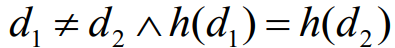 d₁ ≠ d₂ ∧ h(d₁) = h(d₂)